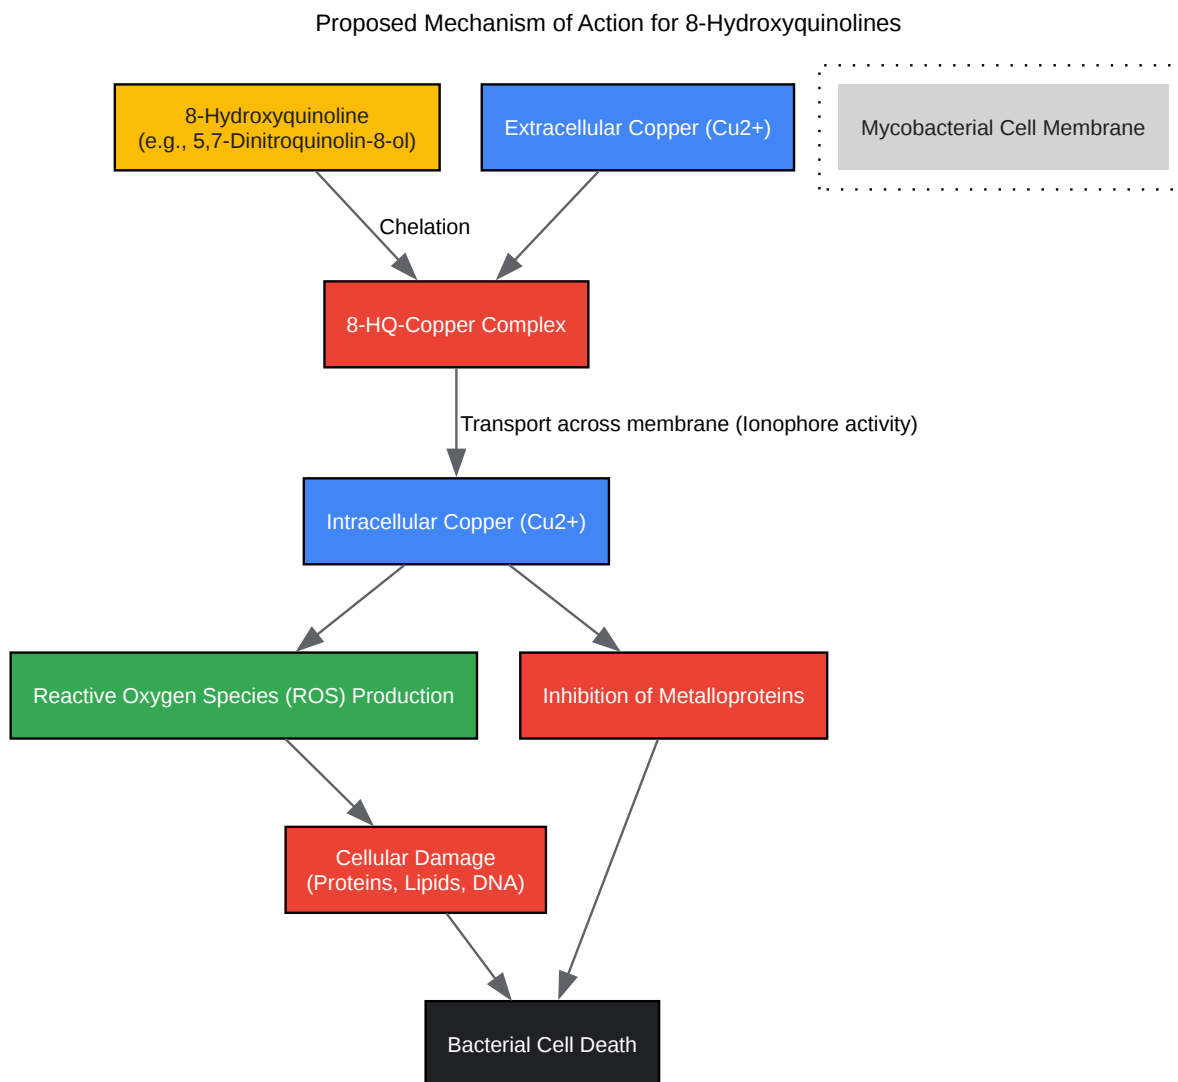 Proposed Mechanism of Action for 8-Hydroxyquinolines
8-Hydroxyquinoline
(e.g., 5,7-Dinitroquinolin-8-ol)
Extracellular Copper (Cu2+)
Mycobacterial Cell Membrane
Chelation
8-HQ-Copper Complex
Transport across membrane (Ionophore activity)
Intracellular Copper (Cu2+)
Reactive Oxygen Species (ROS) Production
Inhibition of Metalloproteins
Cellular Damage
(Proteins, Lipids, DNA)
Bacterial Cell Death